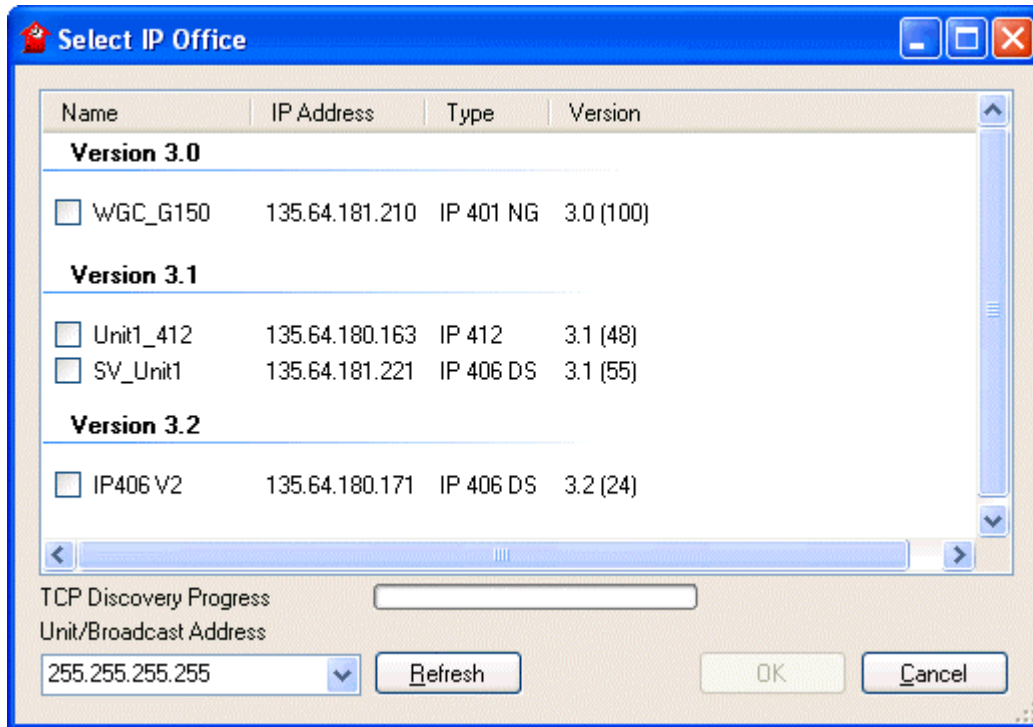 Select IP Office
Name IP Address Type Version
Version 3.0
WGC_G150 135.64.181.210 IP 401 NG 3.0 (100)
Version 3.1
Unit1_412 135.64.180.163 IP 412 3.1 (48)
SV_Unit1 135.64.181.221 IP 406 DS 3.1 (55)
Version 3.2
IP406 V2 135.64.180.171 IP 406 DS 3.2 (24)
TCP Discovery Progress
Unit/Broadcast Address
255.255.255.255 Refresh OK Cancel